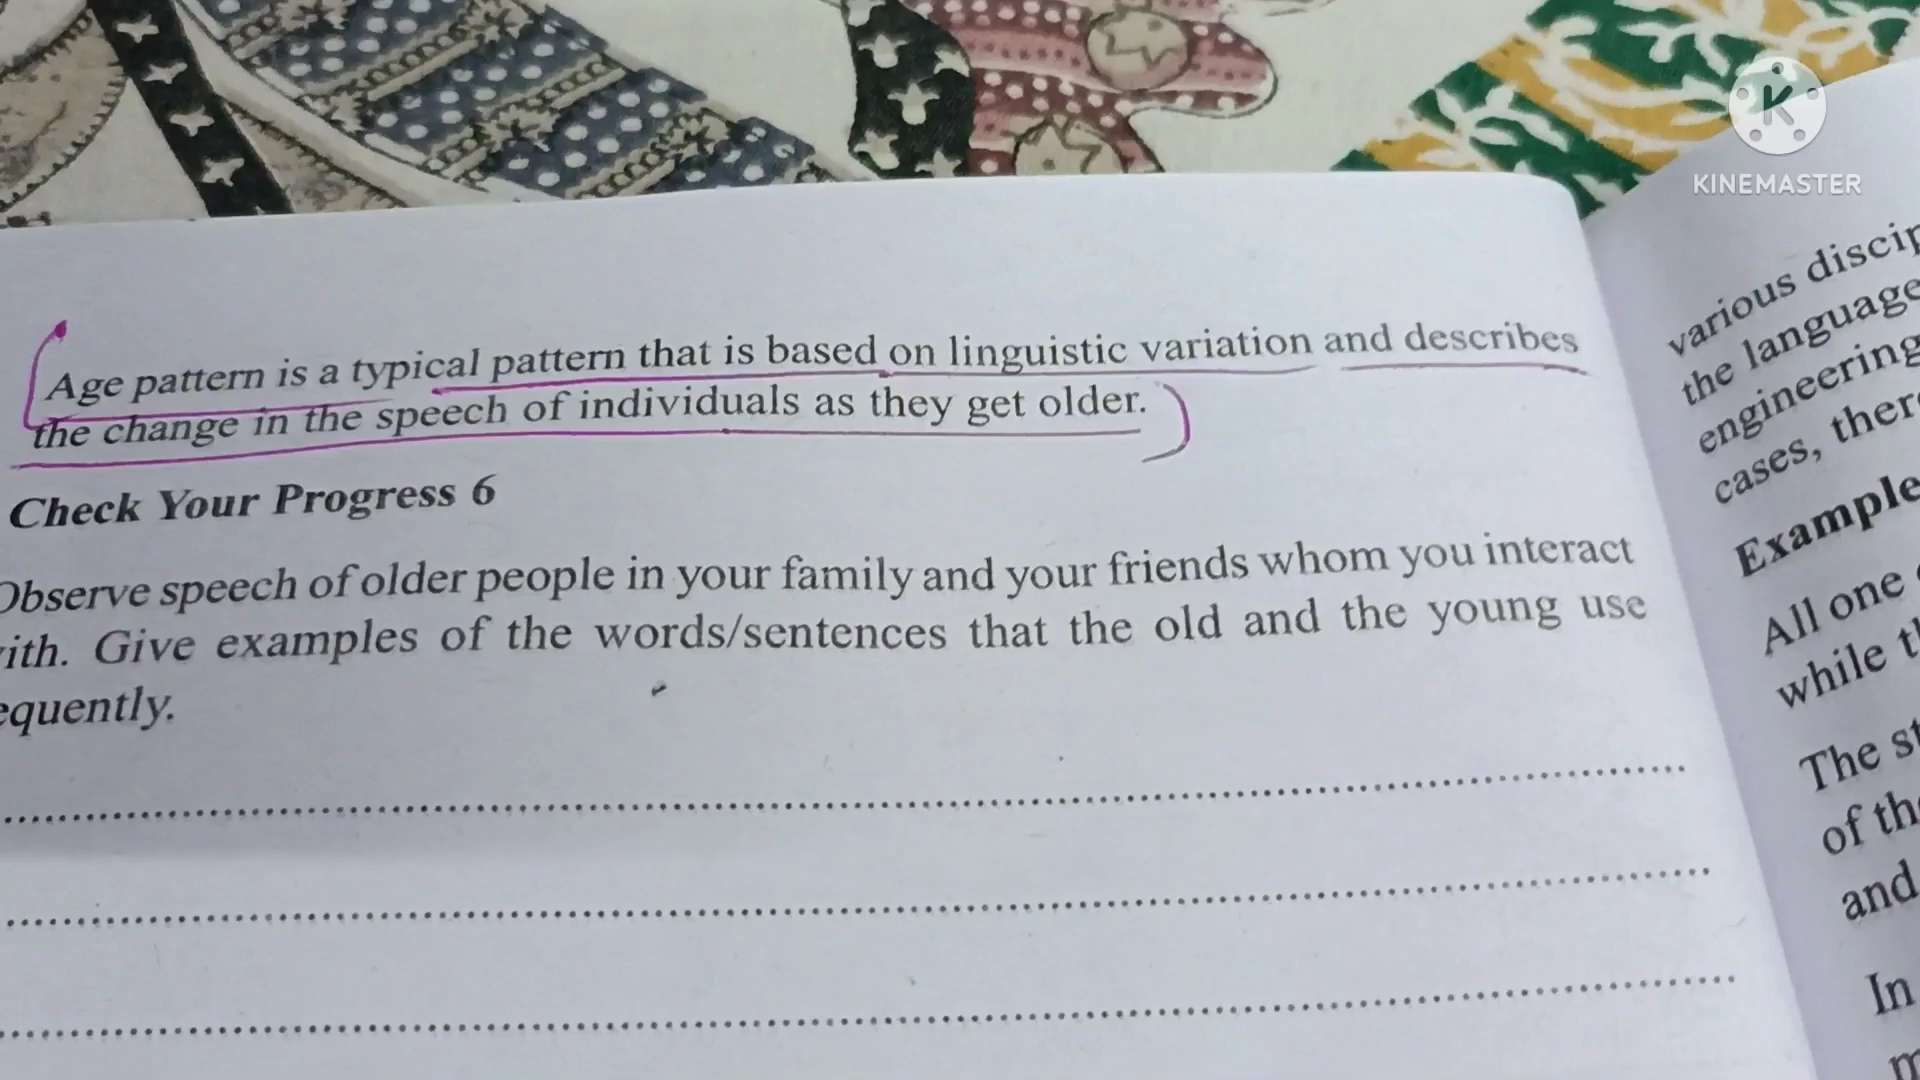 K
KINEMASTER
Age pattern is a typical pattern that is based on linguistic variation and describes
the change in the speech of individuals as they get older.
Check Your Progress 6
Observe speech of older people in your family and your friends whom you interact
ith. Give examples of the words/sentences that the old and the young use
equently.
various discip
the language
engineering
cases, ther
Example
All one
while t
The st
of th
and
In